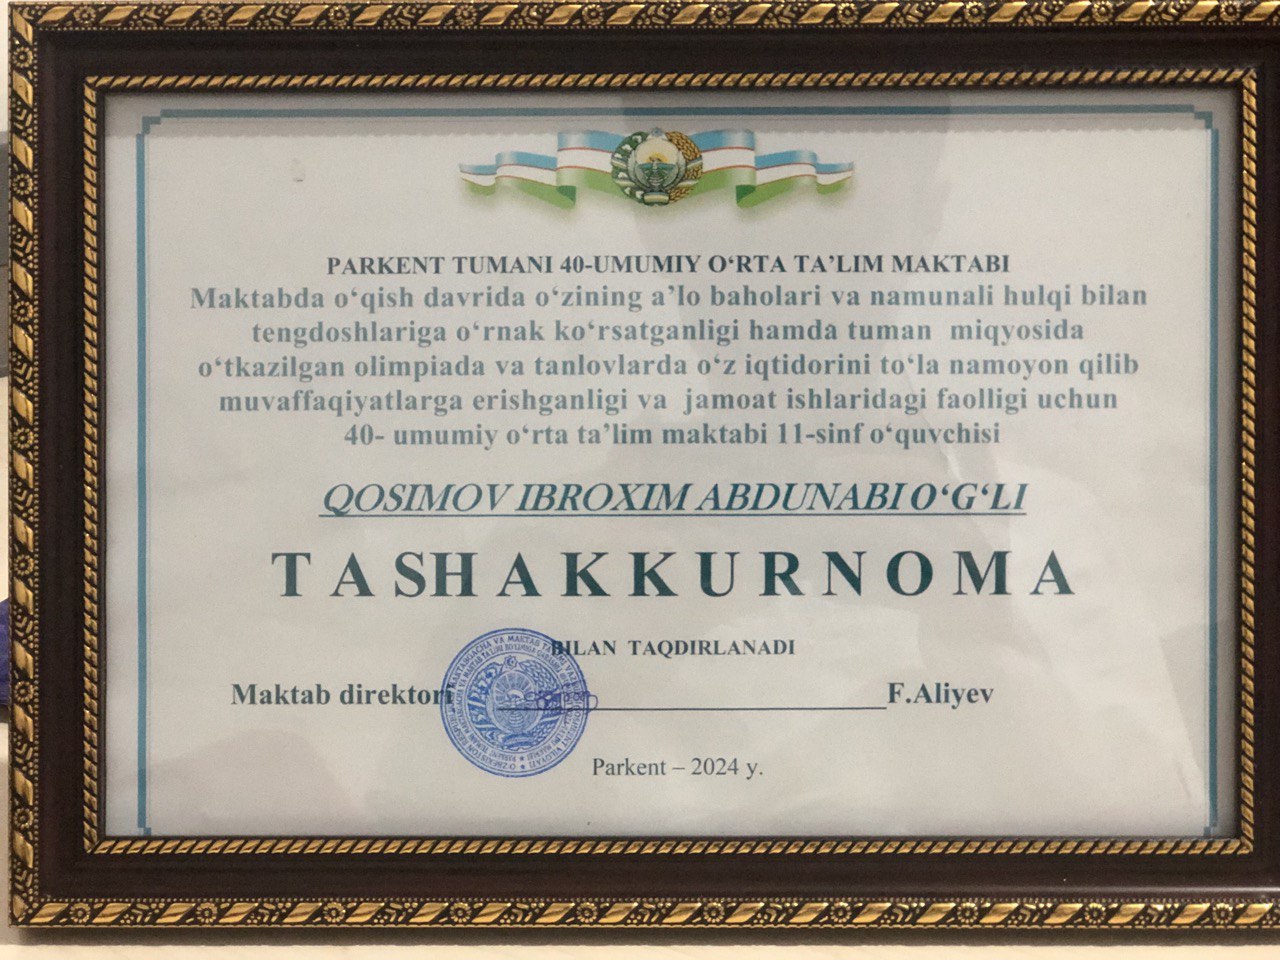 PARKENT TUMANI 40-UMUMIY O‘RTA TA’LIM MAKTABI
Maktabda o‘qish davrida o‘zining a’lo baholari va namunali hulqi bilan
tengdoshlariga o‘rnak ko‘rsatganligi hamda tuman miqyosida
o‘tkazilgan olimpiada va tanlovlarda o‘z iqtidorini to‘la namoyon qilib
muvaffaqiyatlarga erishganligi va jamoat ishlaridagi faolligi uchun
40- umumiy o‘rta ta’lim maktabi 11-sinf o‘quvchisi
QOSIMOV IBROXIM ABDUNABI O‘G‘LI
TASHAKKURNOMA
BILAN TAQDIRLANADI
Maktab direktori F.Aliyev
Parkent – 2024 y.